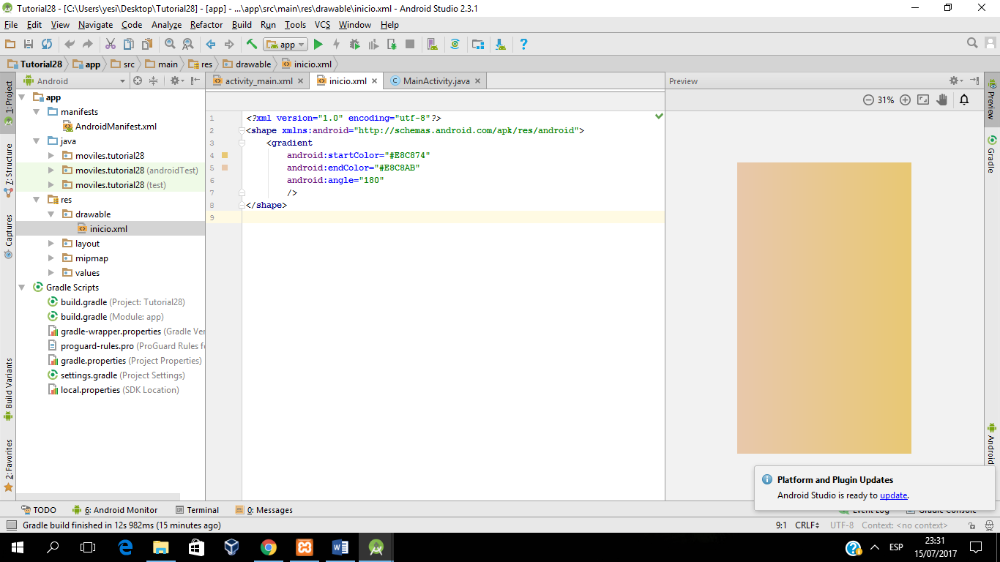 Tutorial28 - [C:\Users\yesi\Desktop\Tutorial28] - [app] - ...\app\src\main\res\drawable\inicio.xml - Android Studio 2.3.1
File Edit View Navigate Code Analyze Refactor Build Run Tools VCS Window Help
app
Tutorial28 app src main res drawable inicio.xml
1: Project
7: Structure
Captures
Build Variants
2: Favorites
Android
app
manifests
AndroidManifest.xml
java
moviles.tutorial28
moviles.tutorial28 (androidTest)
moviles.tutorial28 (test)
res
drawable
inicio.xml
layout
mipmap
values
Gradle Scripts
build.gradle (Project: Tutorial28)
build.gradle (Module: app)
gradle-wrapper.properties (Gradle Ver
proguard-rules.pro (ProGuard Rules fo
gradle.properties (Project Properties)
settings.gradle (Project Settings)
local.properties (SDK Location)
activity_main.xml inicio.xml MainActivity.java
1 <?xml version="1.0" encoding="utf-8"?>
2 <shape xmlns:android="http://schemas.android.com/apk/res/android">
3 <gradient
4 android:startColor="#E8C874"
5 android:endColor="#E8C8AB"
6 android:angle="180"
7 />
8 </shape>
9
Preview
31%
Preview
Gradle
Android
Platform and Plugin Updates
Android Studio is ready to update.
TODO 6: Android Monitor Terminal 0: Messages Event Log Gradle Console
Gradle build finished in 12s 982ms (15 minutes ago) 9:1 CRLF UTF-8 Context: <no context>
ESP
23:31
15/07/2017